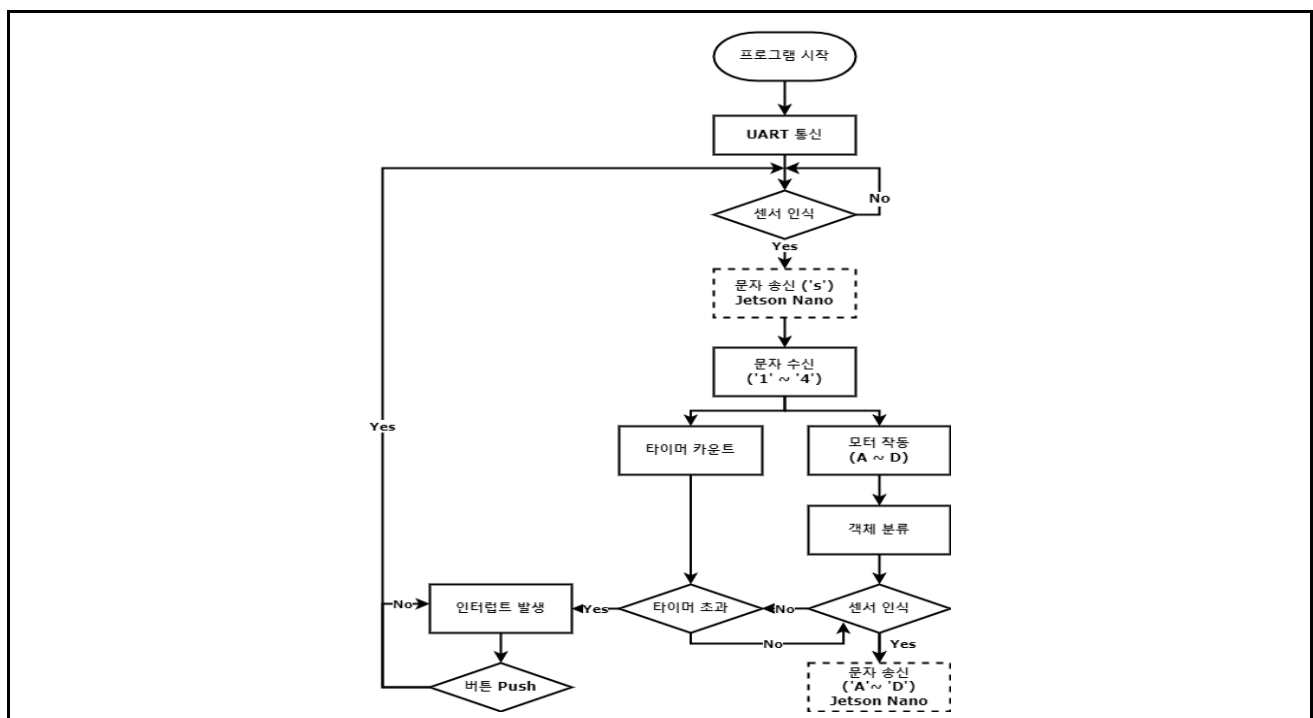 프로그램 시작
UART 통신
No
센서 인식
Yes
문자 송신 ('s')
Jetson Nano
문자 수신
('1' ~ '4')
Yes
타이머 카운트
모터 작동
(A ~ D)
객체 분류
No
인터럽트 발생
Yes
타이머 초과
No
센서 인식
No
Yes
버튼 Push
문자 송신
('A'~ 'D')
Jetson Nano